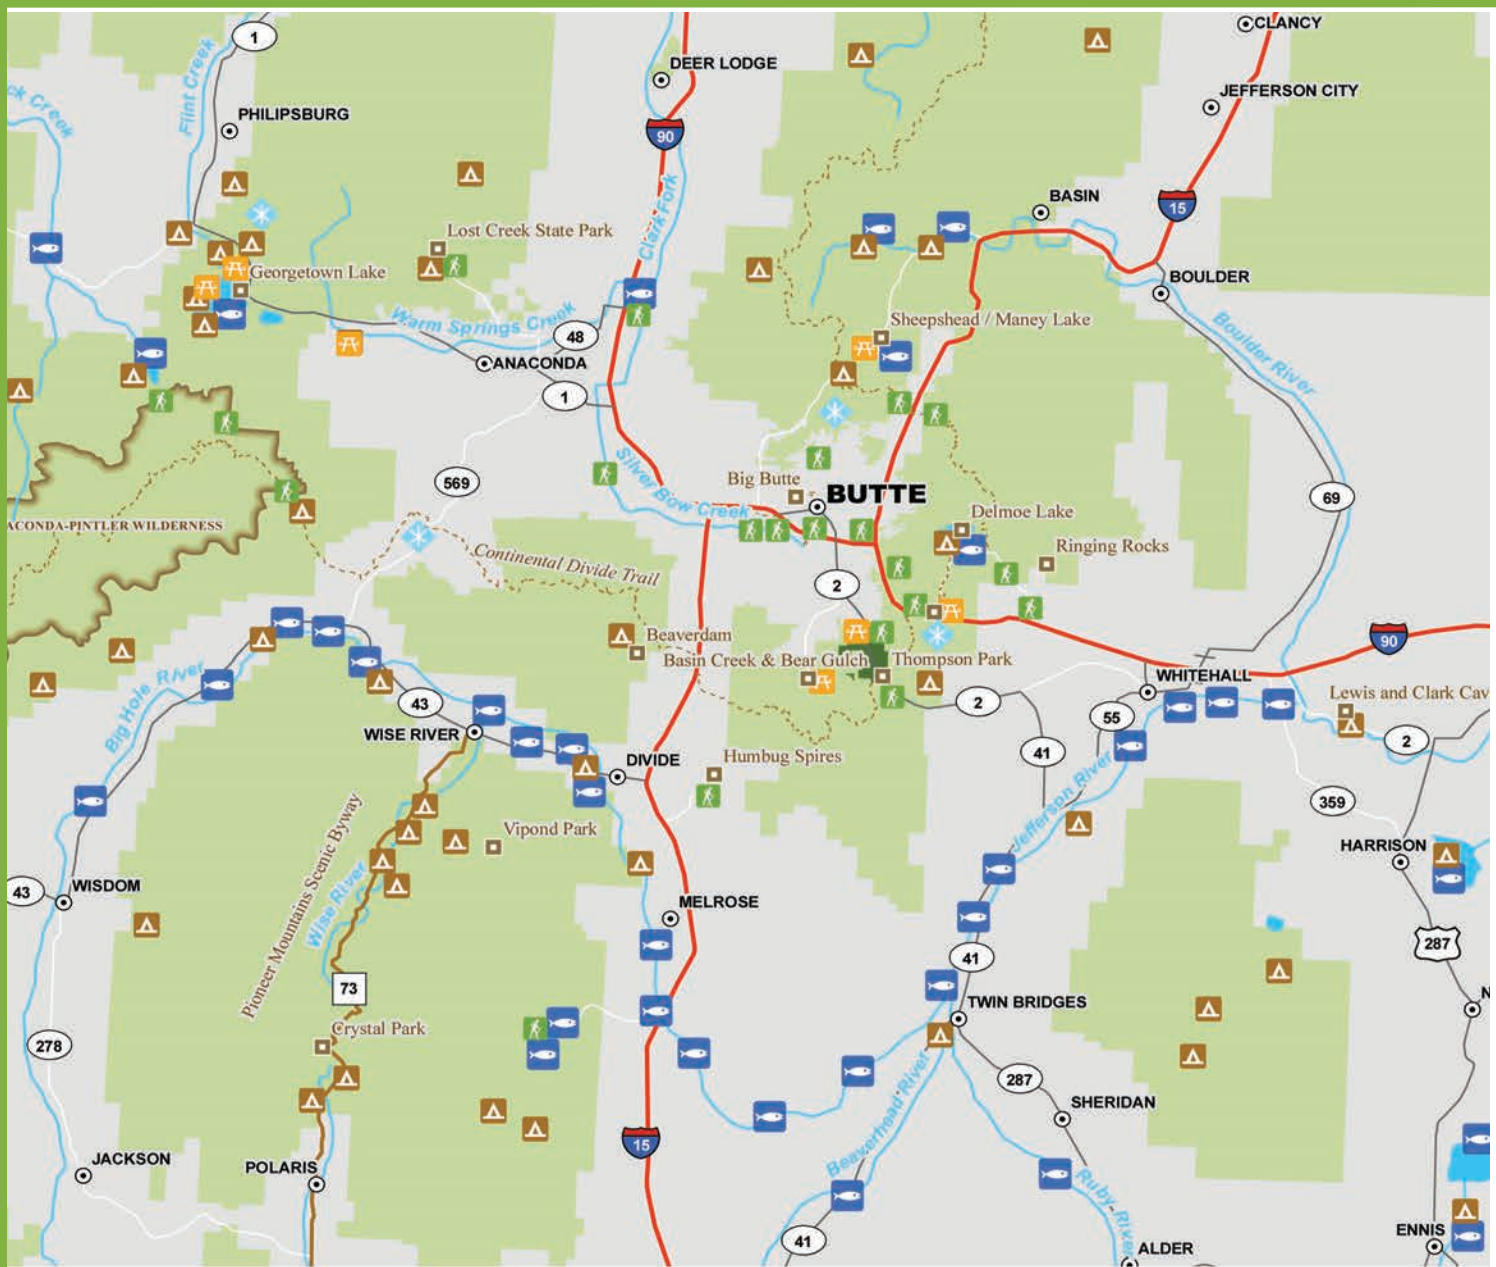 1
CLANCY
DEER LODGE
Flint Creek
JEFFERSON CITY
ck Creek
PHILIPSBURG
90
Clark Fork
BASIN
15
Lost Creek State Park
Georgetown Lake
BOULDER
Warm Springs Creek
48
Sheepshead / Maney Lake
Boulder River
ANACONDA
1
569
Silver Bow Creek
Big Butte
BUTTE
69
Delmoe Lake
ACONDA-PINTLER WILDERNESS
Continental Divide Trail
Ringing Rocks
2
Beaverdam
90
Big Hole River
Basin Creek & Bear Gulch
Thompson Park
WHITEHALL
43
2
55
Lewis and Clark Cav
WISE RIVER
2
DIVIDE
Humbug Spires
41
Jefferson River
359
Pioneer Mountains Scenic Byway
Vipond Park
HARRISON
43
WISDOM
Wise River
MELROSE
287
41
73
TWIN BRIDGES
N
Crystal Park
278
287
SHERIDAN
15
Beaverhead River
JACKSON
POLARIS
Ruby River
41
ENNIS
ALDER